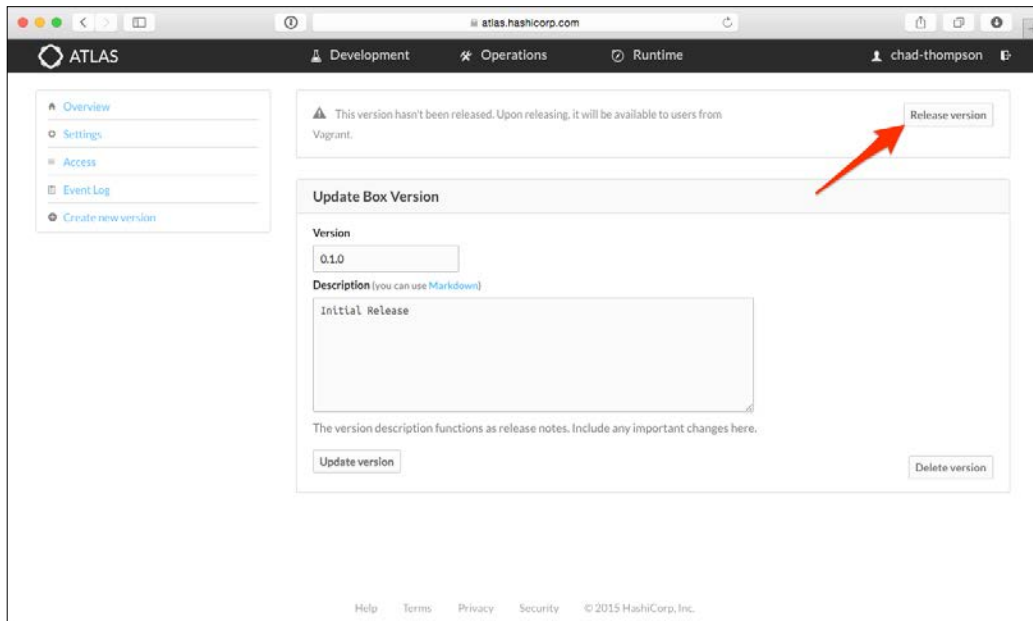 atlas.hashicorp.com
ATLAS
Development
Operations
Runtime
chad-thompson
Overview
Settings
Access
Event Log
Create new version
This version hasn't been released. Upon releasing, it will be available to users from
Vagrant.
Release version
Update Box Version
Version
0.1.0
Description (you can use Markdown)
Initial Release
The version description functions as release notes. Include any important changes here.
Update version
Delete version
Help Terms Privacy Security © 2015 HashiCorp, Inc.